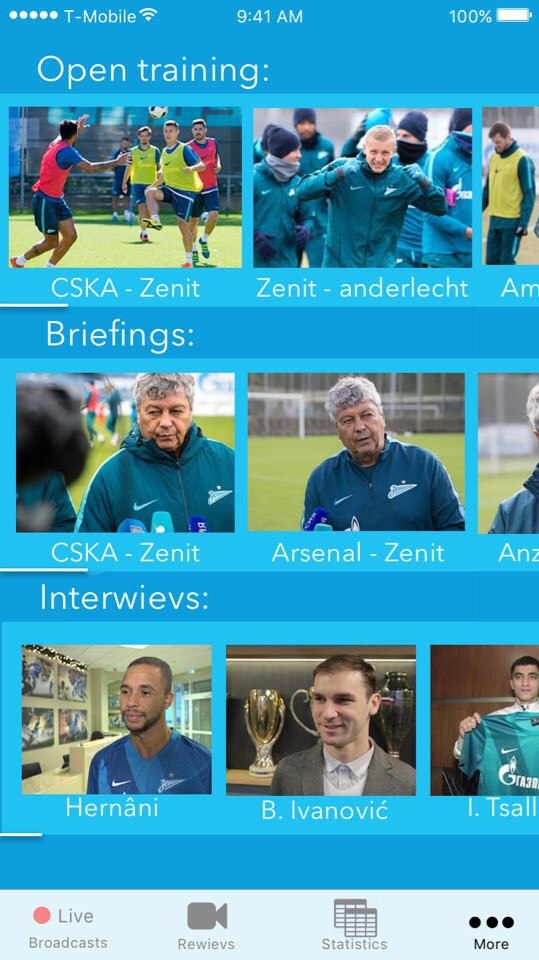 T-Mobile 9:41 AM 100%
Open training:
CSKA - Zenit Zenit - anderlecht Am
Briefings:
CSKA - Zenit Arsenal - Zenit Anz
Interwievs:
ГАЗПР
Hernâni B. Ivanović I. Tsall
Live
Broadcasts Rewievs Statistics More